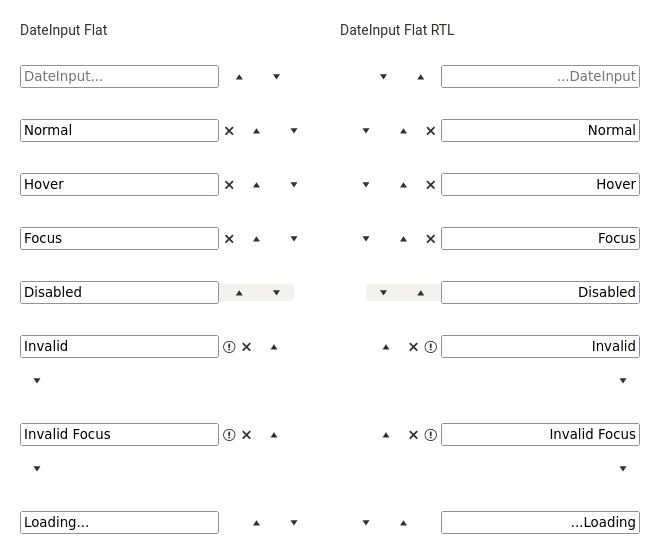 DateInput Flat
DateInput Flat RTL
DateInput...
...DateInput
Normal
Normal
Hover
Hover
Focus
Focus
Disabled
Disabled
Invalid
Invalid
Invalid Focus
Invalid Focus
Loading...
...Loading